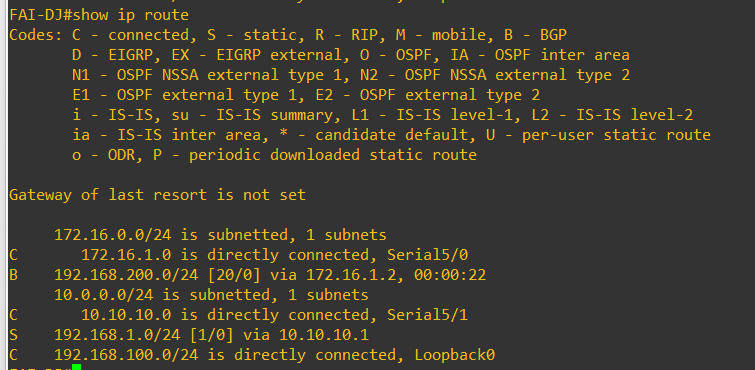 FAI-DJ#show ip route
Codes: C - connected, S - static, R - RIP, M - mobile, B - BGP
       D - EIGRP, EX - EIGRP external, O - OSPF, IA - OSPF inter area
       N1 - OSPF NSSA external type 1, N2 - OSPF NSSA external type 2
       E1 - OSPF external type 1, E2 - OSPF external type 2
       i - IS-IS, su - IS-IS summary, L1 - IS-IS level-1, L2 - IS-IS level-2
       ia - IS-IS inter area, * - candidate default, U - per-user static route
       o - ODR, P - periodic downloaded static route
Gateway of last resort is not set
     172.16.0.0/24 is subnetted, 1 subnets
C       172.16.1.0 is directly connected, Serial5/0
B    192.168.200.0/24 [20/0] via 172.16.1.2, 00:00:22
     10.0.0.0/24 is subnetted, 1 subnets
C       10.10.10.0 is directly connected, Serial5/1
S    192.168.1.0/24 [1/0] via 10.10.10.1
C    192.168.100.0/24 is directly connected, Loopback0
FAI-DJ#